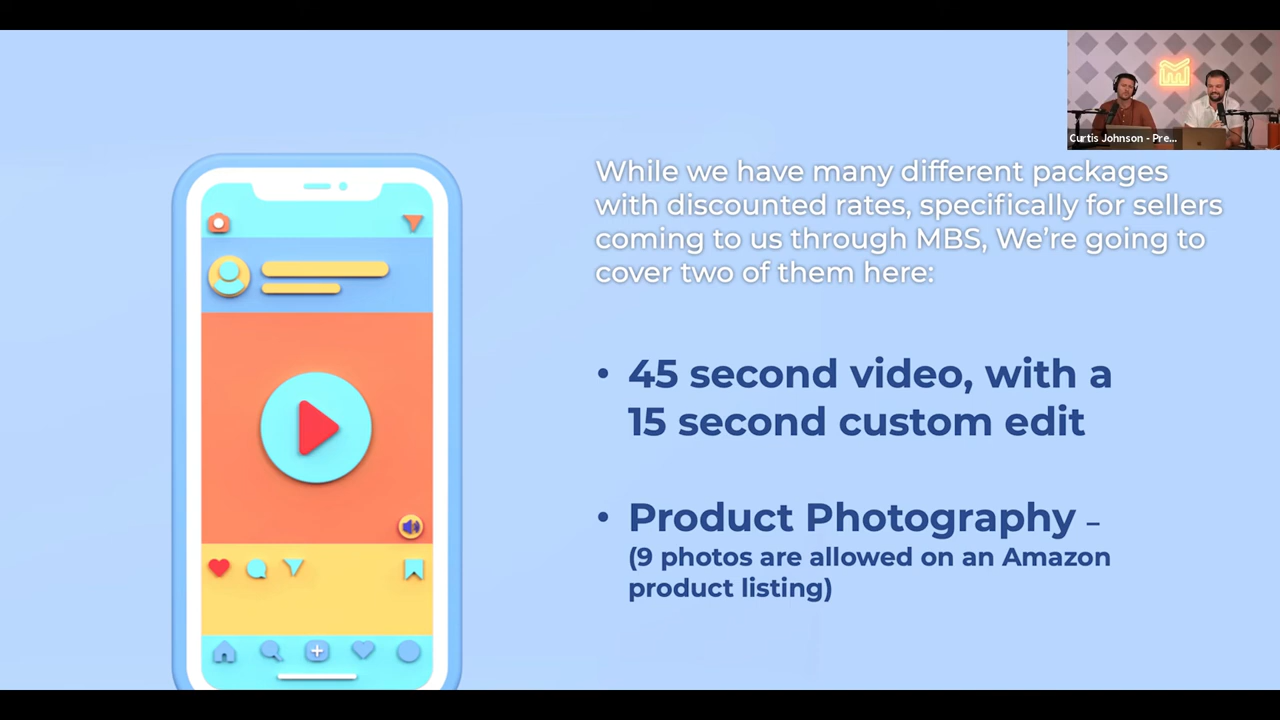 Curtis Johnson - Pre...
While we have many different packages
with discounted rates, specifically for sellers
coming to us through MBS, We’re going to
cover two of them here:
• 45 second video, with a
15 second custom edit
• Product Photography –
(9 photos are allowed on an Amazon
product listing)